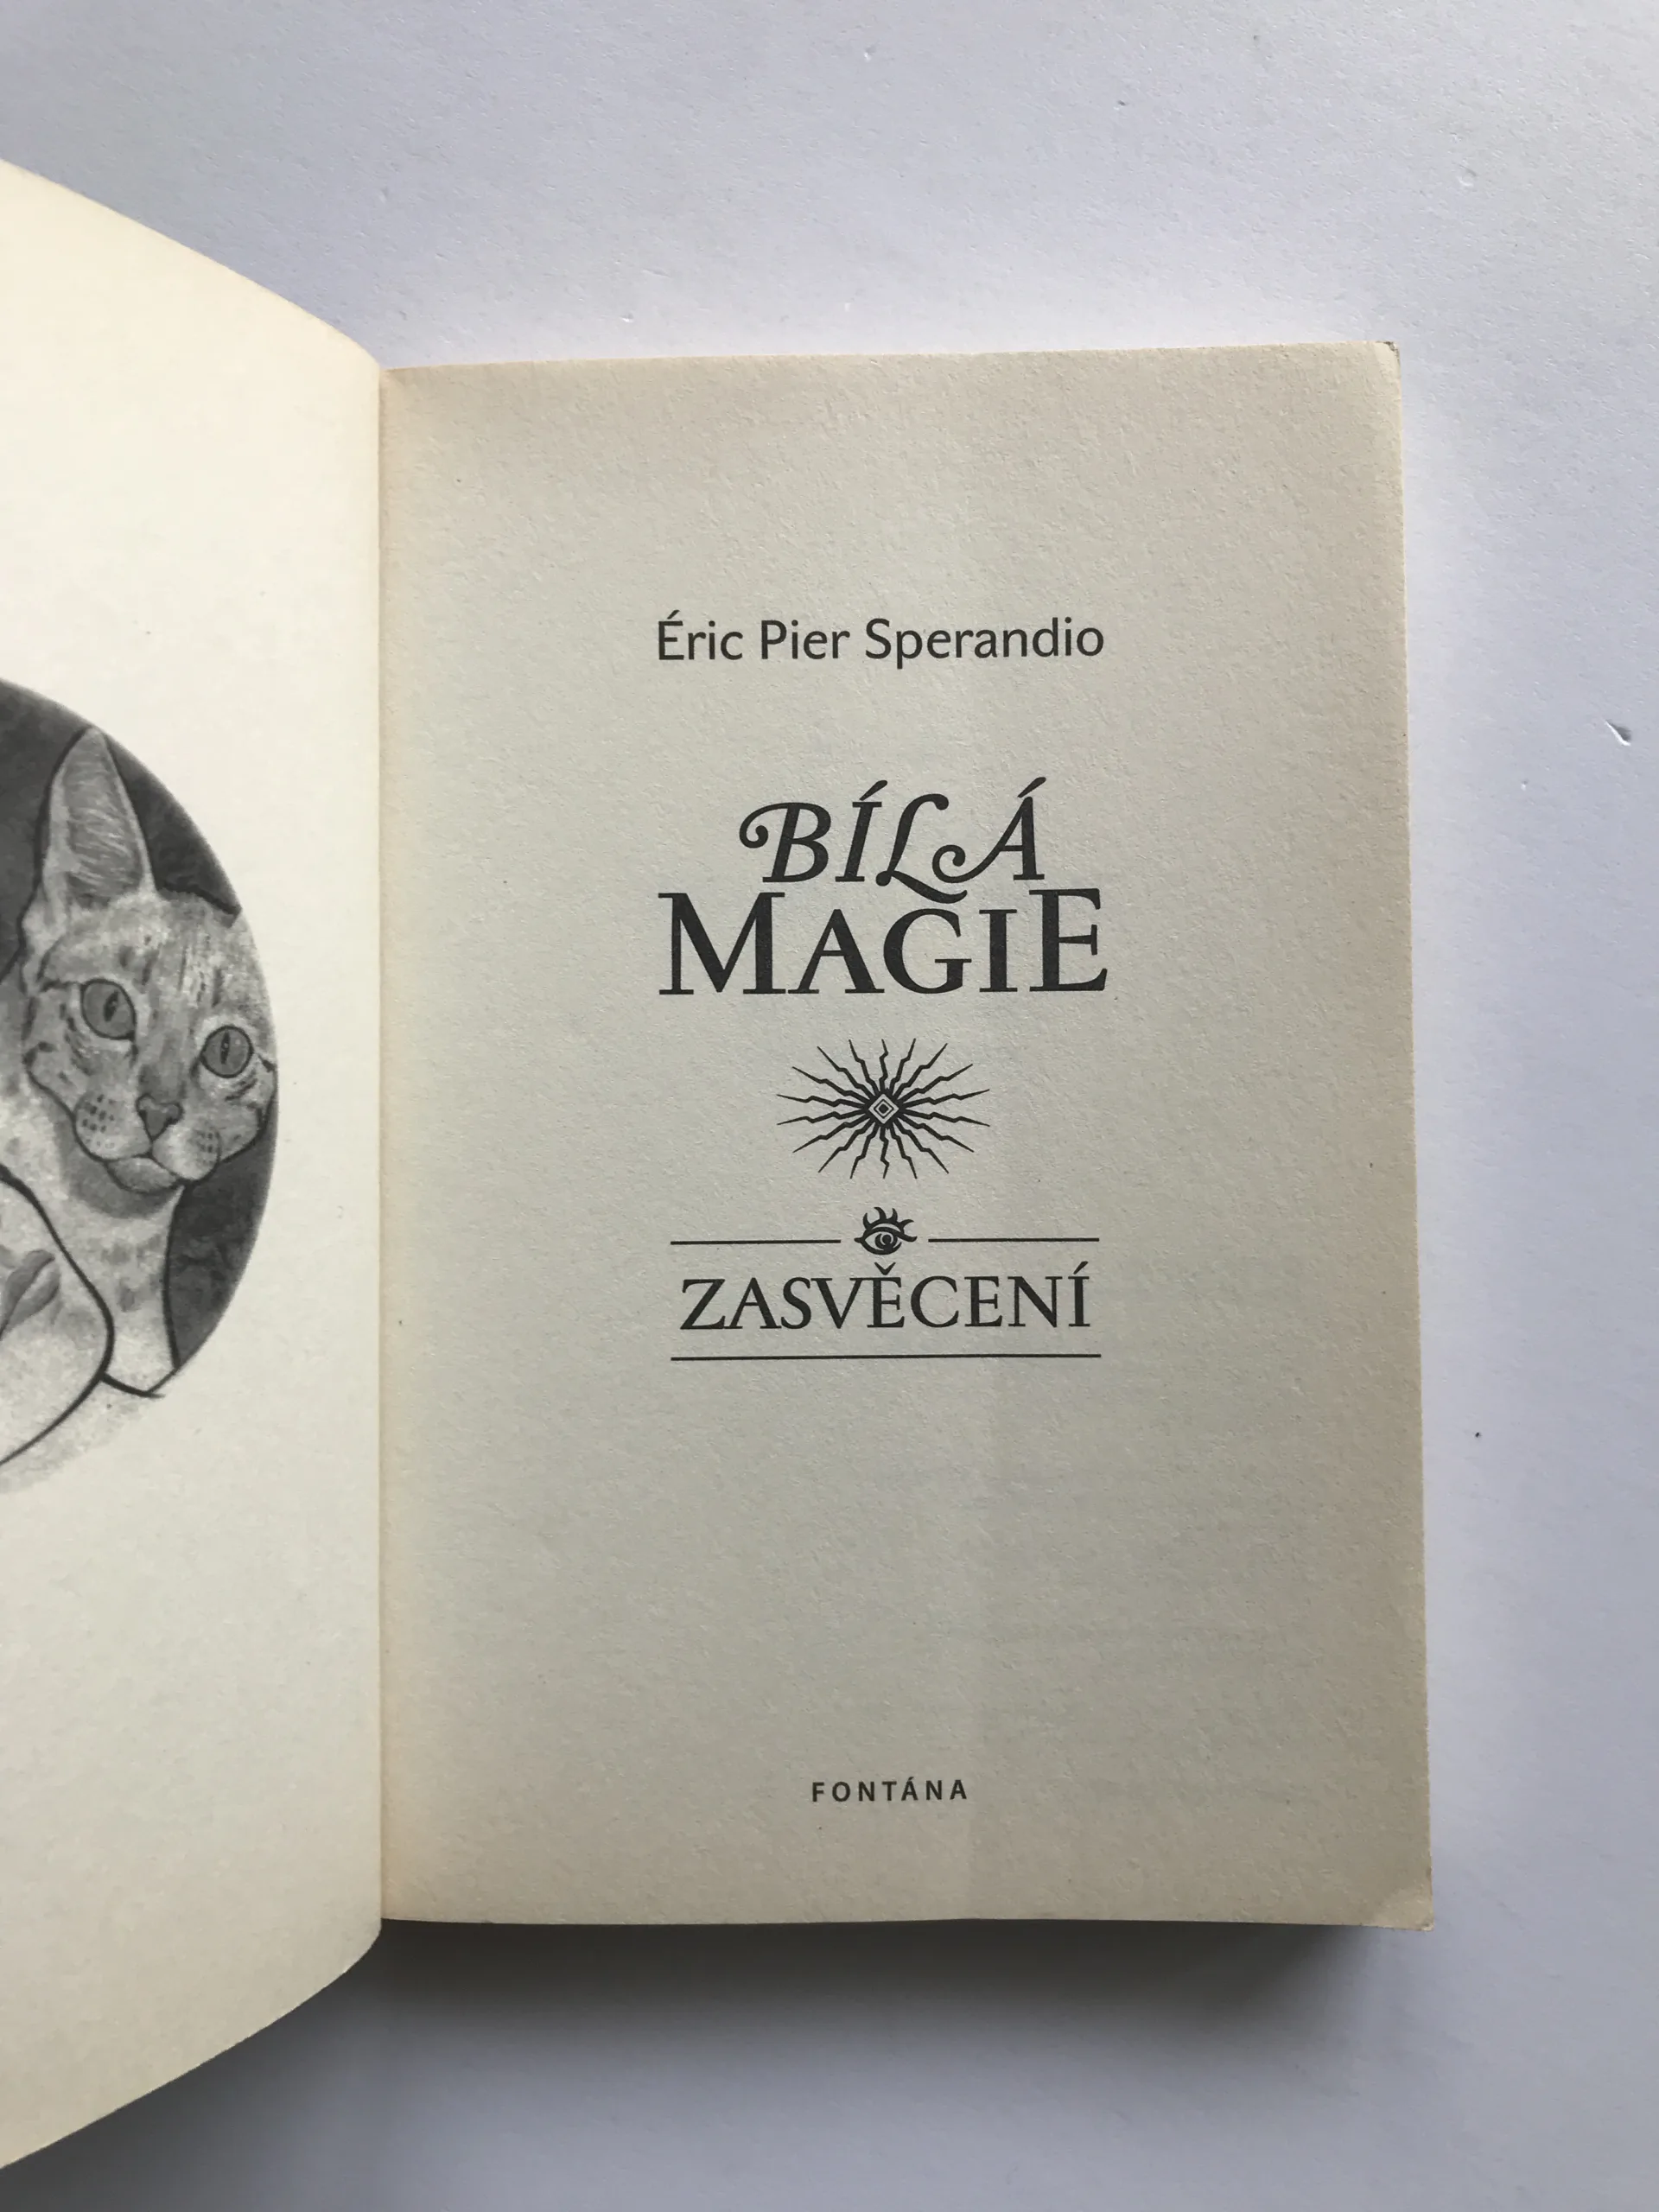 Éric Pier Sperandio
BÍLÁ
MAGIE
ZASVĚCENÍ
FONTÁNA